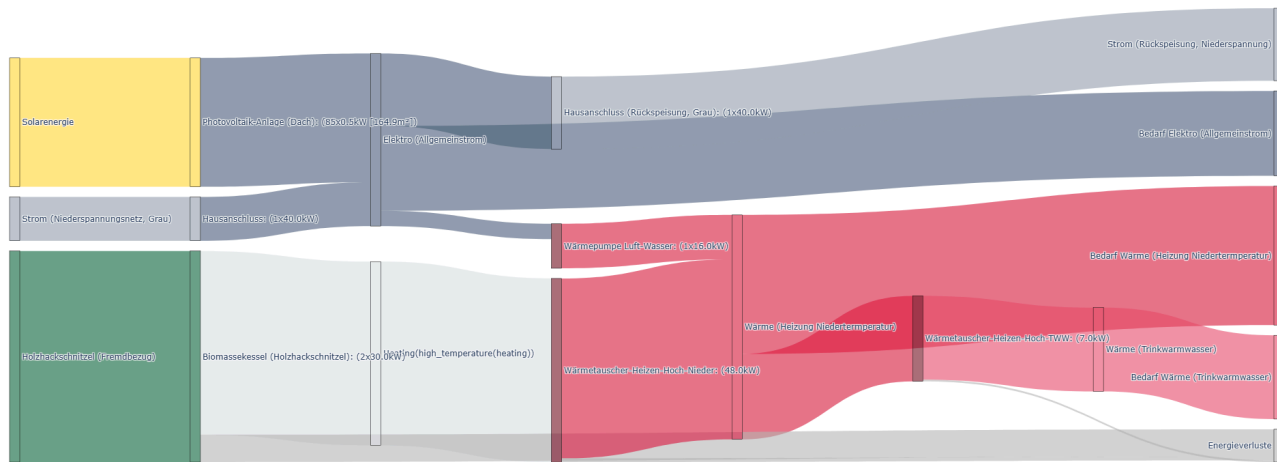 Solarenergie
Strom (Niederspannungsnetz, Grau)
Holzhackschnitzel (Fremdbezug)
Photovoltaik-Anlage (Dach): (85x0.5kW [164.9m²])
Hausanschluss: (1x40.0kW)
Biomassekessel (Holzhackschnitzel): (2x30.0kW)
Elektro (Allgemeinstrom)
Heating(high_temperature(heating))
Hausanschluss (Rückspeisung, Grau): (1x40.0kW)
Wärmepumpe Luft-Wasser: (1x16.0kW)
Wärmetauscher-Heizen-Hoch-Nieder: (48.0kW)
Wärme (Heizung Niedertermperatur)
Wärmetauscher-Heizen-Hoch-TWW: (7.0kW)
Wärme (Trinkwarmwasser)
Strom (Rückspeisung, Niederspannung)
Bedarf Elektro (Allgemeinstrom)
Bedarf Wärme (Heizung Niedertermperatur)
Bedarf Wärme (Trinkwarmwasser)
Energieverluste